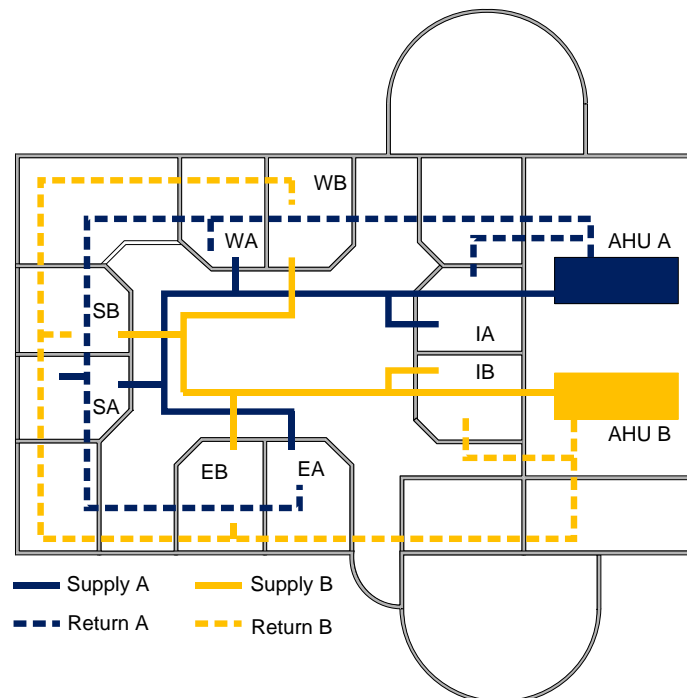 WB
WA
AHU A
SB
IA
IB
SA
AHU B
EB
EA
Supply A
Supply B
Return A
Return B